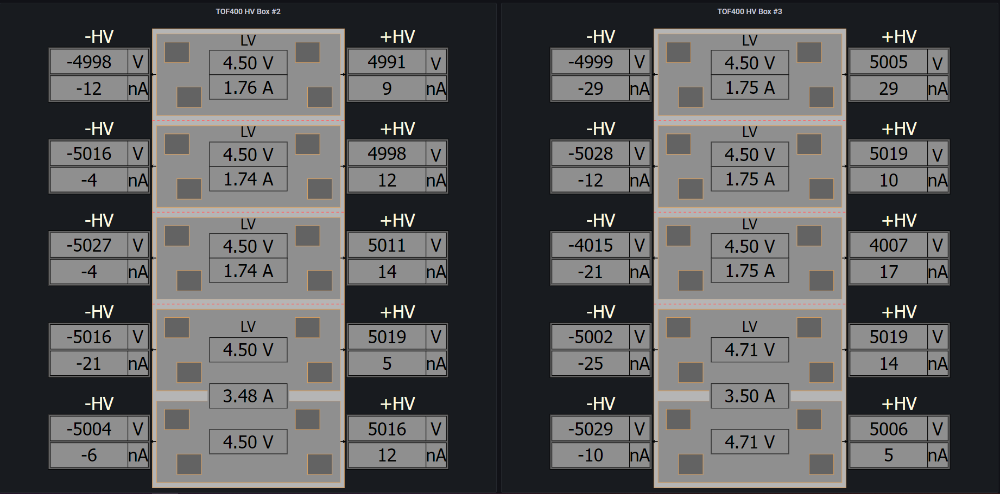 TOF400 HV Box #2
-HV LV +HV
-4998 V 4.50 V 4991 V
-12 nA 1.76 A 9 nA
-HV LV +HV
-5016 V 4.50 V 4998 V
-4 nA 1.74 A 12 nA
-HV LV +HV
-5027 V 4.50 V 5011 V
-4 nA 1.74 A 14 nA
-HV LV +HV
-5016 V 4.50 V 5019 V
-21 nA 5 nA
3.48 A
-HV +HV
-5004 V 4.50 V 5016 V
-6 nA 12 nA
TOF400 HV Box #3
-HV LV +HV
-4999 V 4.50 V 5005 V
-29 nA 1.75 A 29 nA
-HV LV +HV
-5028 V 4.50 V 5019 V
-12 nA 1.75 A 10 nA
-HV LV +HV
-4015 V 4.50 V 4007 V
-21 nA 1.75 A 17 nA
-HV LV +HV
-5002 V 4.71 V 5019 V
-25 nA 14 nA
3.50 A
-HV +HV
-5029 V 4.71 V 5006 V
-10 nA 5 nA